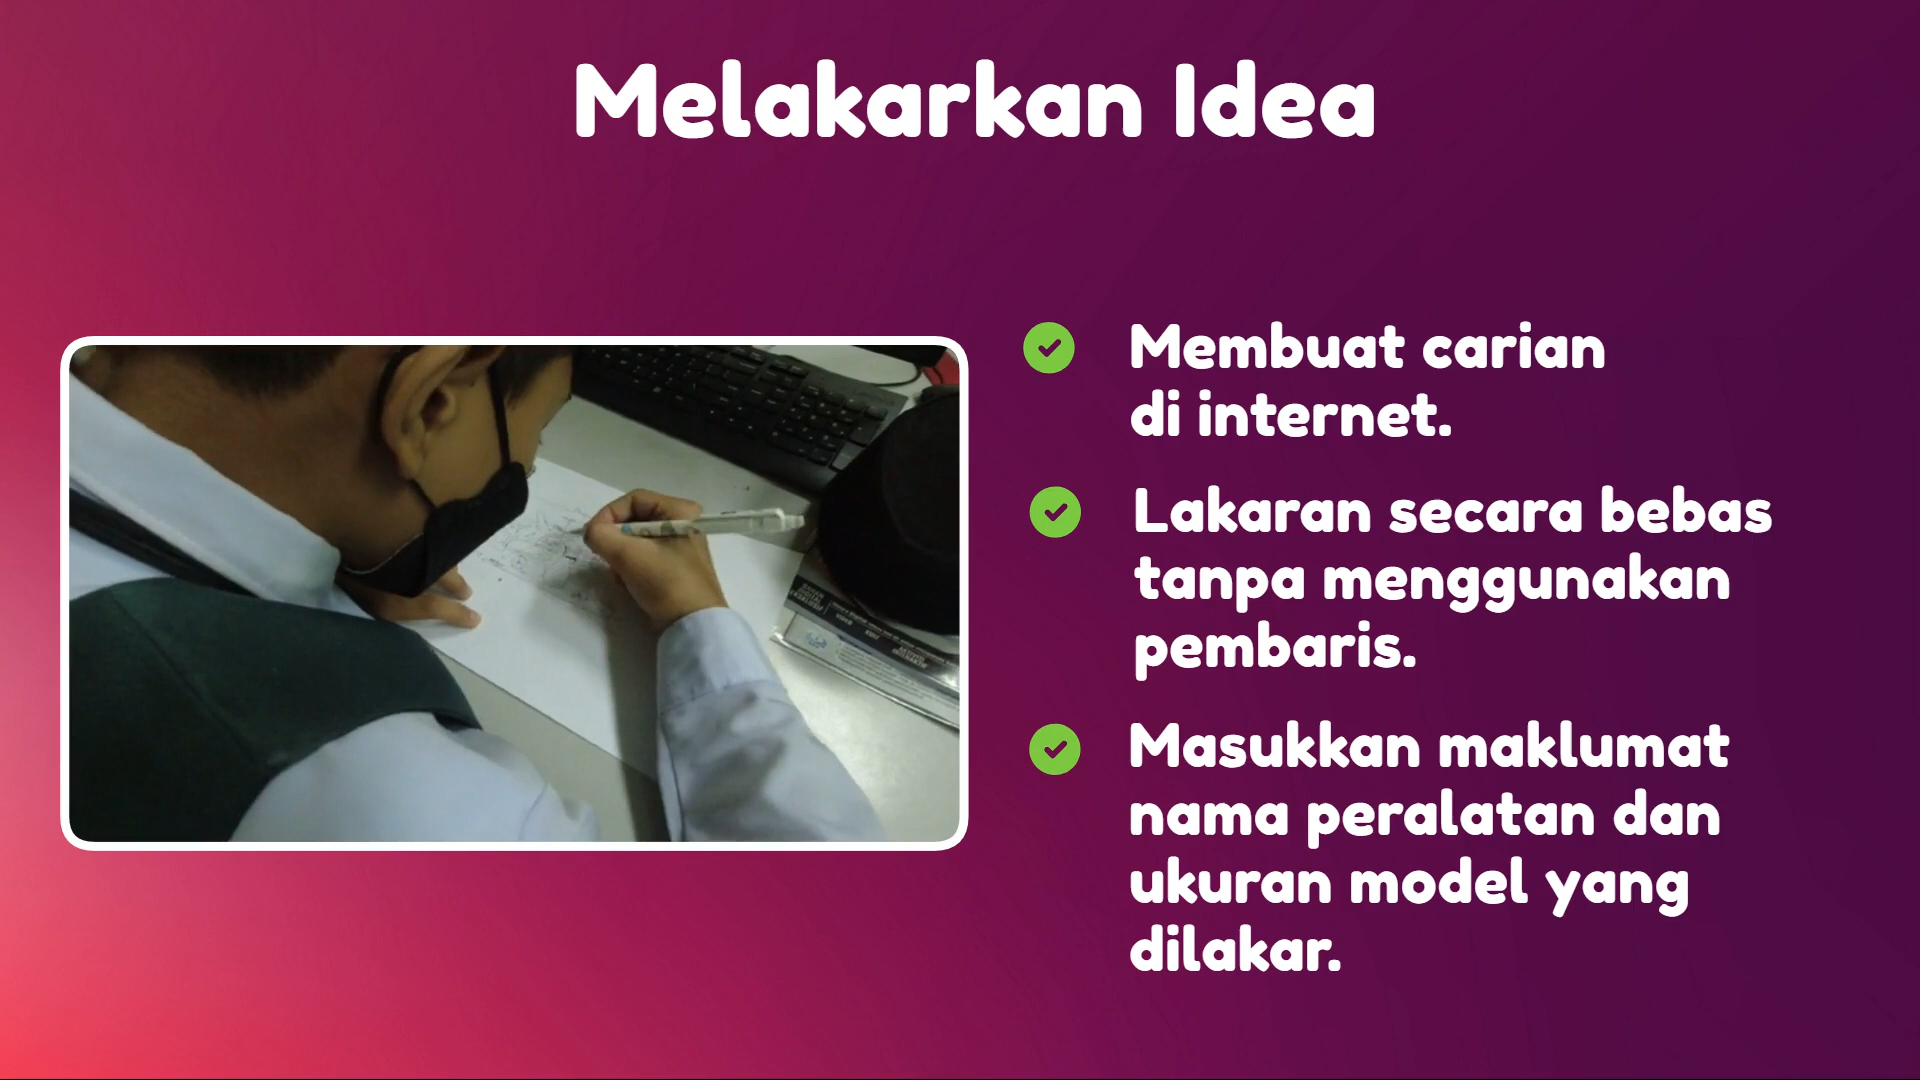 Melakarkan Idea
Membuat carian
di internet.
Lakaran secara bebas
tanpa menggunakan
pembaris.
Masukkan maklumat
nama peralatan dan
ukuran model yang
dilakar.